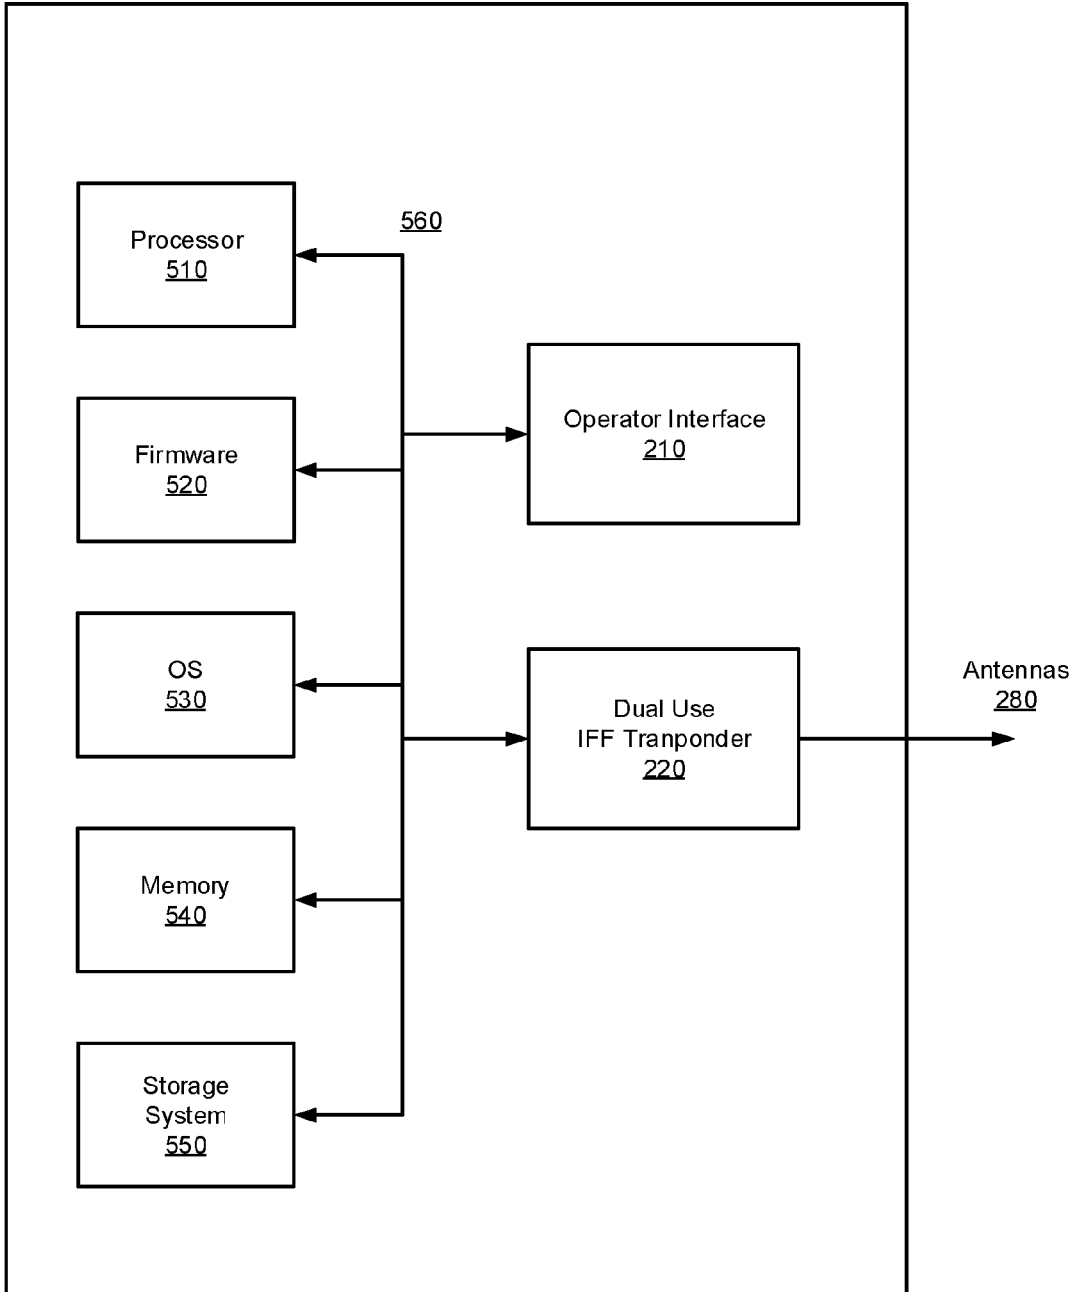 560
Processor
510
Operator Interface
210
Firmware
520
OS
530
Dual Use
IFF Tranponder
220
Antennas
280
Memory
540
Storage
System
550